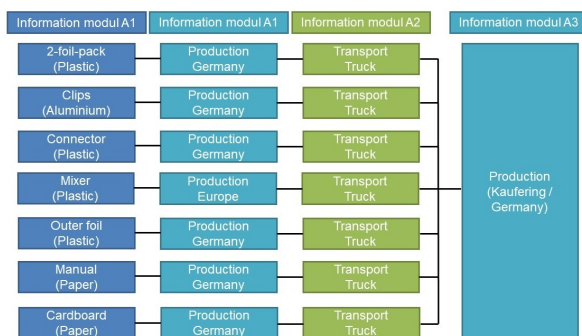 Information modul A1
Information modul A1
Information modul A2
Information modul A3
2-foil-pack
(Plastic)
Production
Germany
Transport
Truck
Clips
(Aluminium)
Production
Germany
Transport
Truck
Connector
(Plastic)
Production
Germany
Transport
Truck
Mixer
(Plastic)
Production
Europe
Transport
Truck
Production
(Kaufering /
Germany)
Outer foil
(Plastic)
Production
Germany
Transport
Truck
Manual
(Paper)
Production
Germany
Transport
Truck
Cardboard
(Paper)
Production
Germany
Transport
Truck